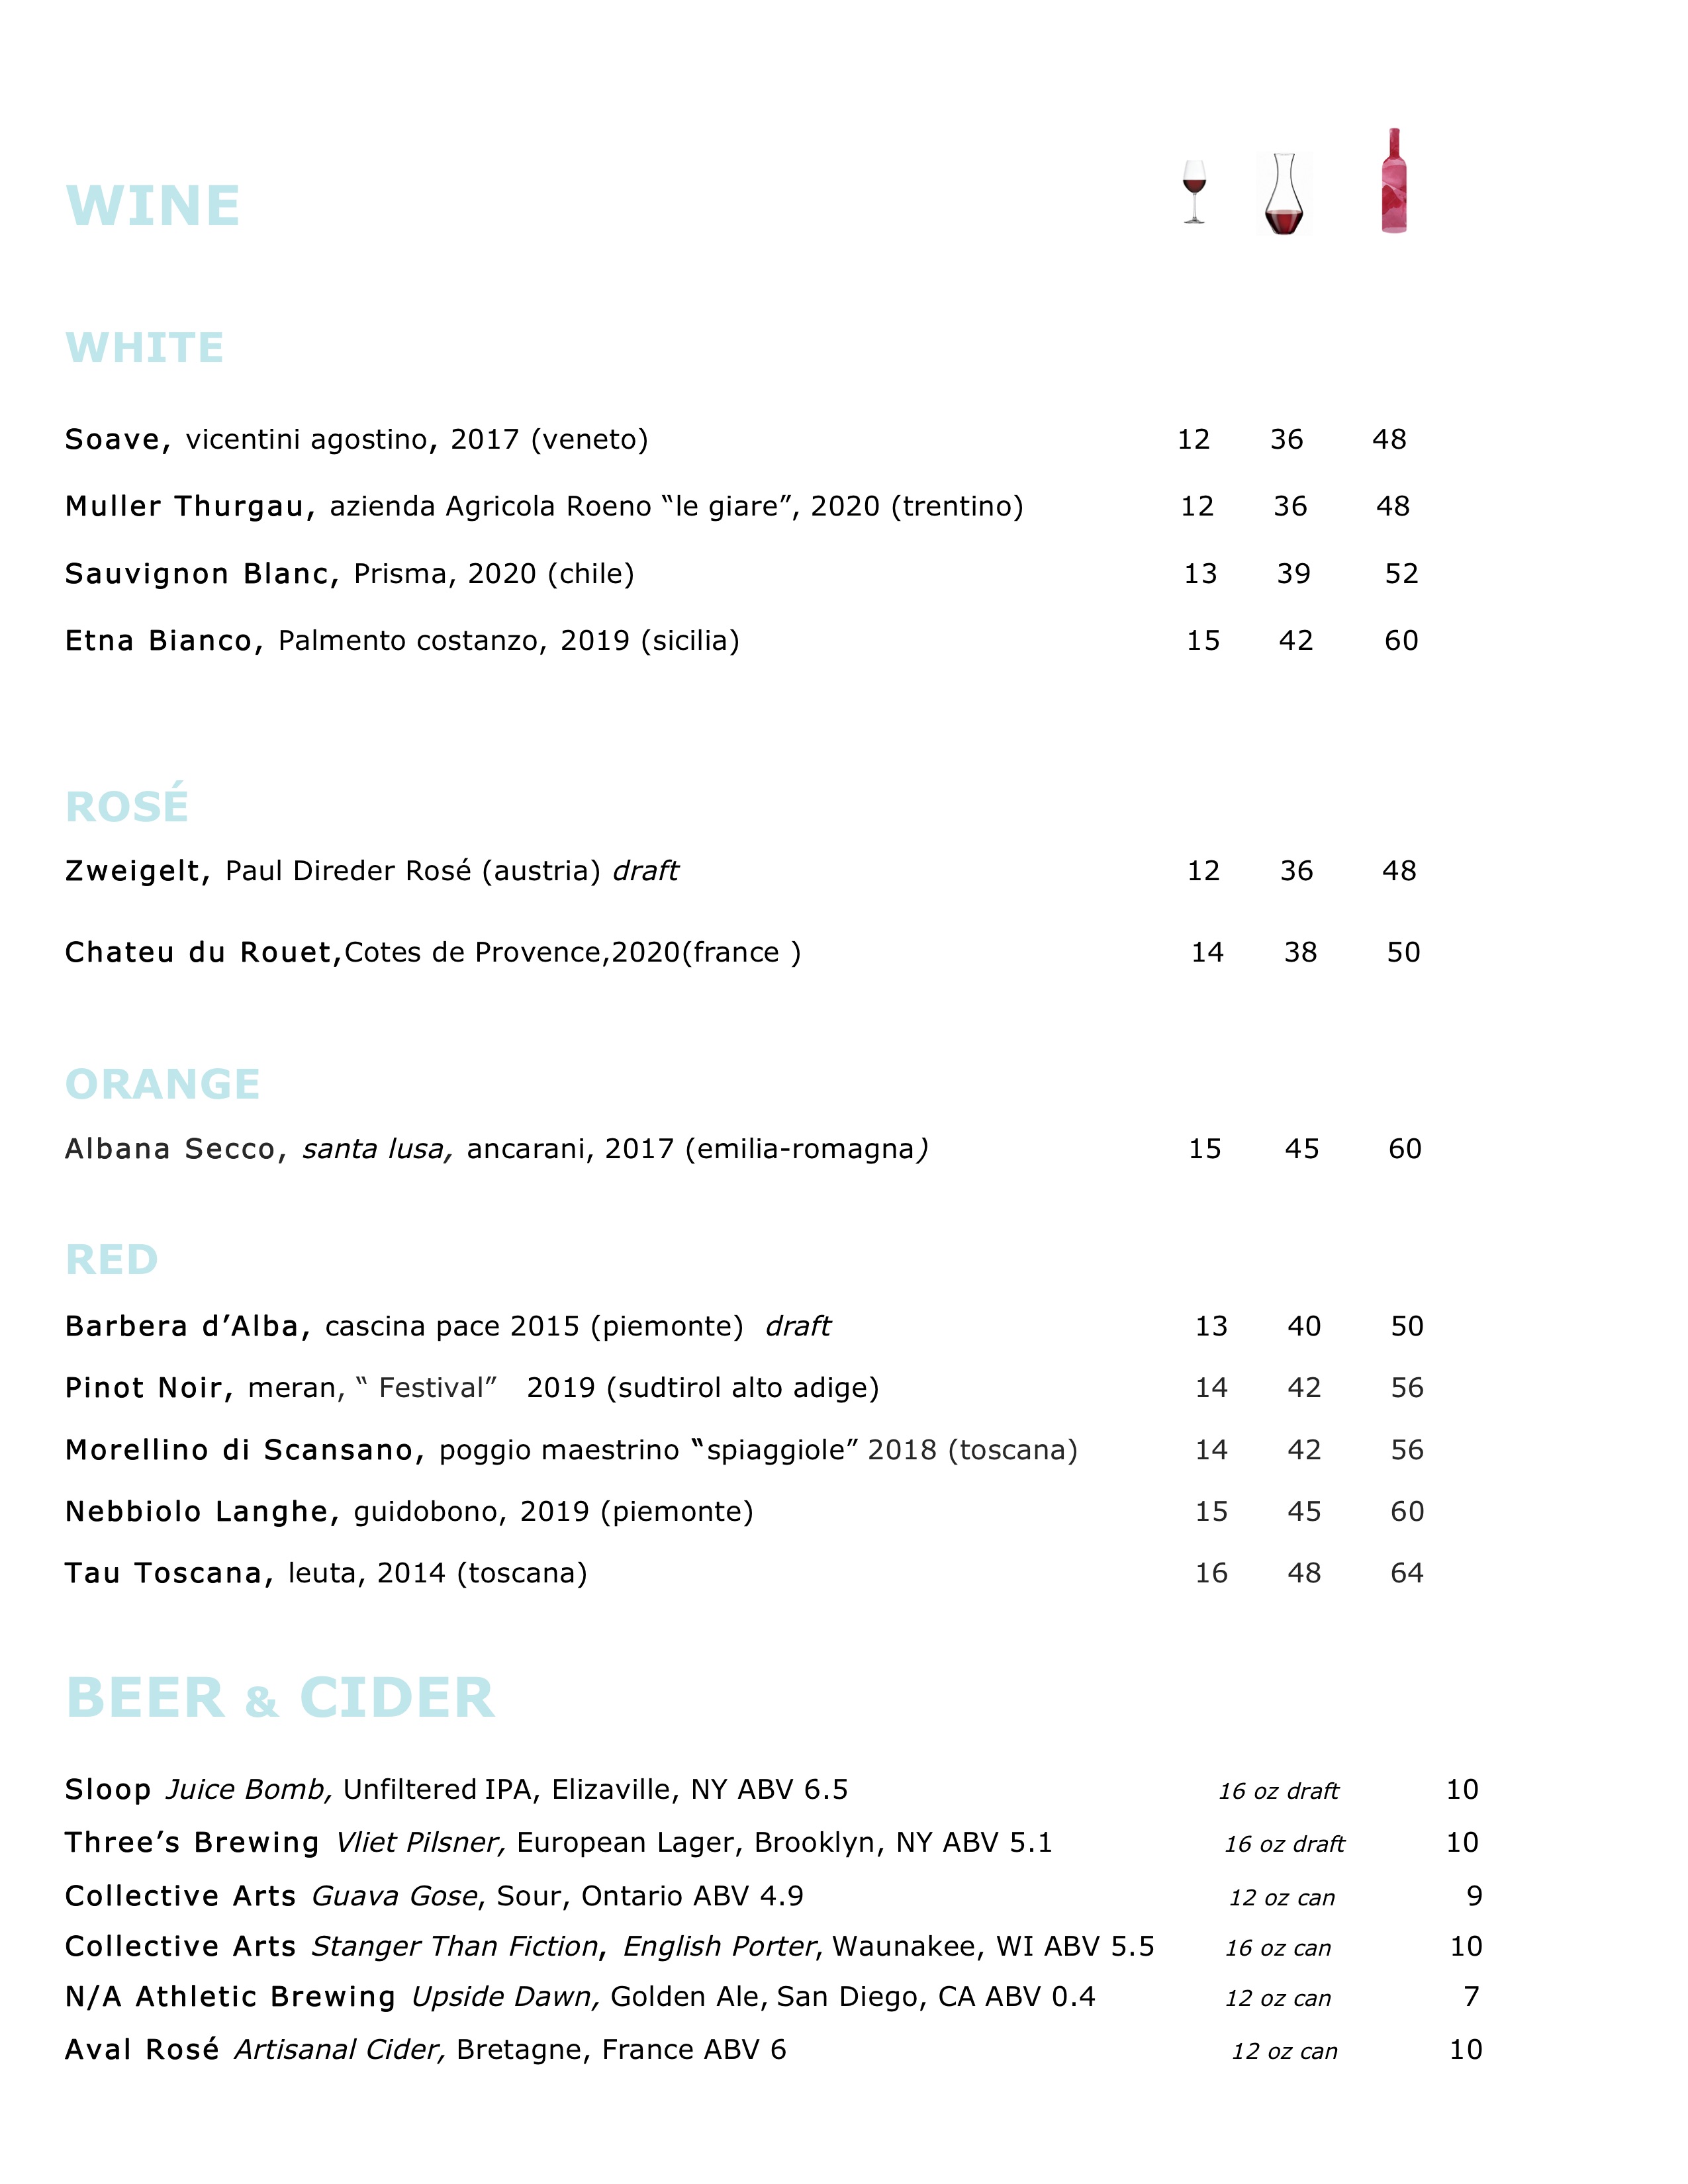 WINE
WHITE
Soave, vicentini agostino, 2017 (veneto) 12 36 48
Muller Thurgau, azienda Agricola Roeno “le giare”, 2020 (trentino) 12 36 48
Sauvignon Blanc, Prisma, 2020 (chile) 13 39 52
Etna Bianco, Palmento costanzo, 2019 (sicilia) 15 42 60
ROSÉ
Zweigelt, Paul Direder Rosé (austria) draft 12 36 48
Chateu du Rouet,Cotes de Provence,2020(france ) 14 38 50
ORANGE
Albana Secco, santa lusa, ancarani, 2017 (emilia-romagna) 15 45 60
RED
Barbera d’Alba, cascina pace 2015 (piemonte) draft 13 40 50
Pinot Noir, meran, “ Festival” 2019 (sudtirol alto adige) 14 42 56
Morellino di Scansano, poggio maestrino “spiaggiole” 2018 (toscana) 14 42 56
Nebbiolo Langhe, guidobono, 2019 (piemonte) 15 45 60
Tau Toscana, leuta, 2014 (toscana) 16 48 64
BEER & CIDER
Sloop Juice Bomb, Unfiltered IPA, Elizaville, NY ABV 6.5 16 oz draft 10
Three’s Brewing Vliet Pilsner, European Lager, Brooklyn, NY ABV 5.1 16 oz draft 10
Collective Arts Guava Gose, Sour, Ontario ABV 4.9 12 oz can 9
Collective Arts Stanger Than Fiction, English Porter, Waunakee, WI ABV 5.5 16 oz can 10
N/A Athletic Brewing Upside Dawn, Golden Ale, San Diego, CA ABV 0.4 12 oz can 7
Aval Rosé Artisanal Cider, Bretagne, France ABV 6 12 oz can 10